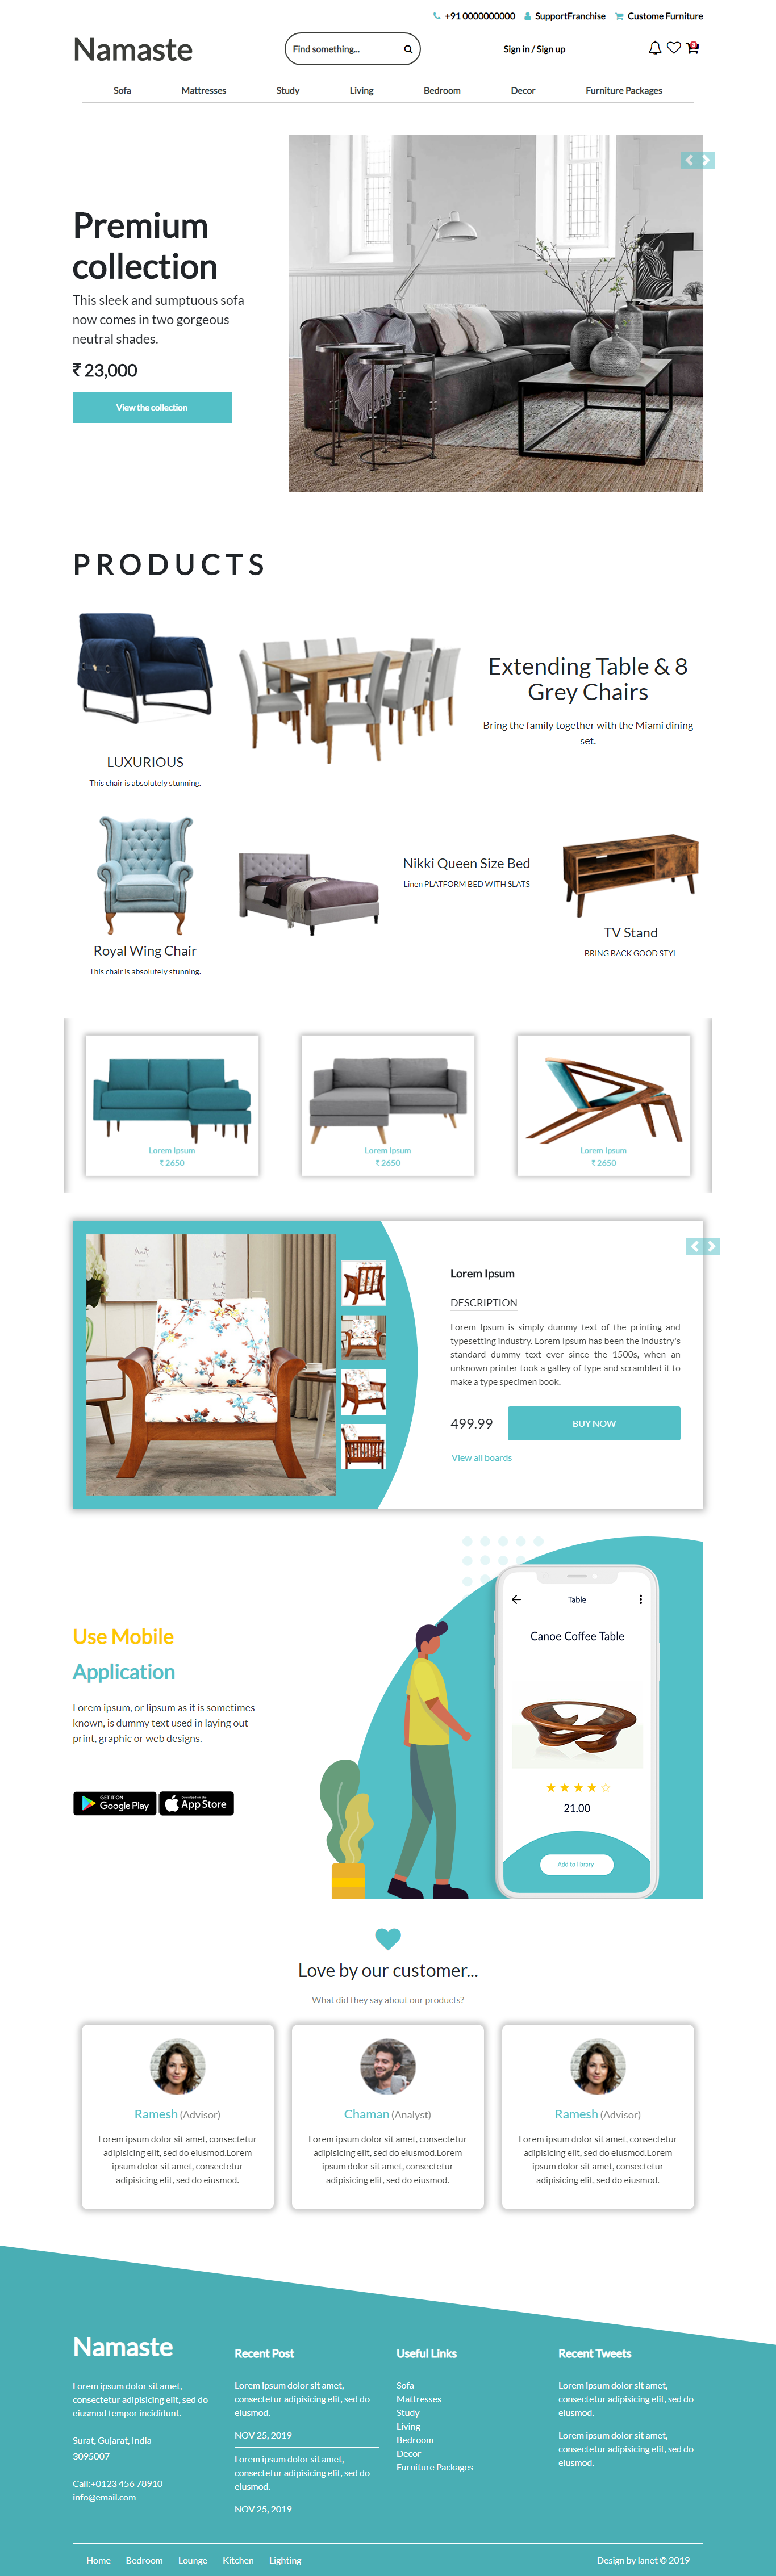 +91 0000000000 SupportFranchise Custome Furniture
Namaste
Find something...
Sign in / Sign up
Sofa Mattresses Study Living Bedroom Decor Furniture Packages
Premium
collection
This sleek and sumptuous sofa
now comes in two gorgeous
neutral shades.
₹ 23,000
View the collection
PRODUCTS
LUXURIOUS
This chair is absolutely stunning.
Extending Table & 8
Grey Chairs
Bring the family together with the Miami dining
set.
Royal Wing Chair
This chair is absolutely stunning.
Nikki Queen Size Bed
Linen PLATFORM BED WITH SLATS
TV Stand
BRING BACK GOOD STYL
Lorem Ipsum
₹ 2650
Lorem Ipsum
₹ 2650
Lorem Ipsum
₹ 2650
Lorem Ipsum
DESCRIPTION
Lorem Ipsum is simply dummy text of the printing and
typesetting industry. Lorem Ipsum has been the industry's
standard dummy text ever since the 1500s, when an
unknown printer took a galley of type and scrambled it to
make a type specimen book.
499.99
BUY NOW
View all boards
Use Mobile
Application
Lorem ipsum, or lipsum as it is sometimes
known, is dummy text used in laying out
print, graphic or web designs.
GET IT ON
Google Play
Download on the
App Store
Table
Canoe Coffee Table
21.00
Add to library
Love by our customer...
What did they say about our products?
Ramesh (Advisor)
Lorem ipsum dolor sit amet, consectetur
adipisicing elit, sed do eiusmod.Lorem
ipsum dolor sit amet, consectetur
adipisicing elit, sed do eiusmod.
Chaman (Analyst)
Lorem ipsum dolor sit amet, consectetur
adipisicing elit, sed do eiusmod.Lorem
ipsum dolor sit amet, consectetur
adipisicing elit, sed do eiusmod.
Ramesh (Advisor)
Lorem ipsum dolor sit amet, consectetur
adipisicing elit, sed do eiusmod.Lorem
ipsum dolor sit amet, consectetur
adipisicing elit, sed do eiusmod.
Namaste
Lorem ipsum dolor sit amet,
consectetur adipisicing elit, sed do
eiusmod tempor incididunt.
Surat, Gujarat, India
3095007
Call:+0123 456 78910
info@email.com
Recent Post
Lorem ipsum dolor sit amet,
consectetur adipisicing elit, sed do
eiusmod.
NOV 25, 2019
Lorem ipsum dolor sit amet,
consectetur adipisicing elit, sed do
eiusmod.
NOV 25, 2019
Useful Links
Sofa
Mattresses
Study
Living
Bedroom
Decor
Furniture Packages
Recent Tweets
Lorem ipsum dolor sit amet,
consectetur adipisicing elit, sed do
eiusmod.
Lorem ipsum dolor sit amet,
consectetur adipisicing elit, sed do
eiusmod.
Home Bedroom Lounge Kitchen Lighting
Design by lanet © 2019